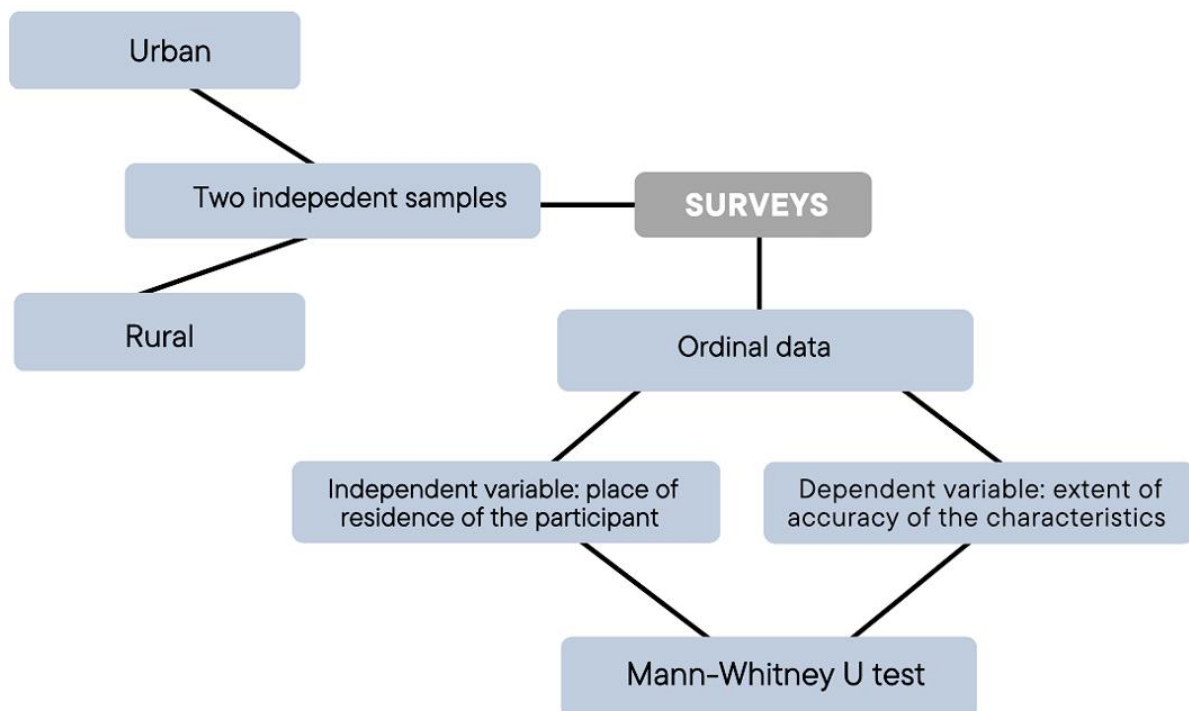 Urban
Two indepedent samples
SURVEYS
Rural
Ordinal data
Independent variable: place of
residence of the participant
Dependent variable: extent of
accuracy of the characteristics
Mann-Whitney U test